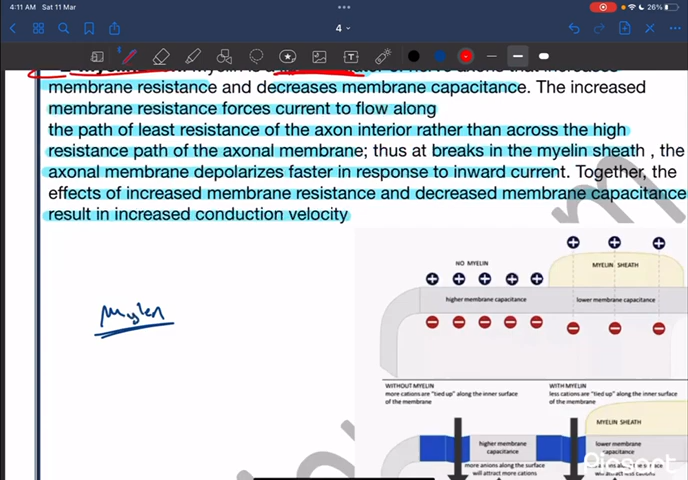 4:11 AM Sat 11 Mar
26%
4
membrane resistance and decreases membrane capacitance. The increased
membrane resistance forces current to flow along
the path of least resistance of the axon interior rather than across the high
resistance path of the axonal membrane; thus at breaks in the myelin sheath , the
axonal membrane depolarizes faster in response to inward current. Together, the
effects of increased membrane resistance and decreased membrane capacitance
result in increased conduction velocity
NO MYELIN
MYELIN SHEATH
higher membrane capacitance
lower membrane capacitance
Mylen
WITHOUT MYELIN
more cations are "tied up" along the inner surface
of the membrane
WITH MYELIN
less cations are "tied up" along the inner surface
of the membrane
MYELIN SHEATH
higher membrane
capacitance
lower membrane
capacitance
more anions along the surface
will attract more cations